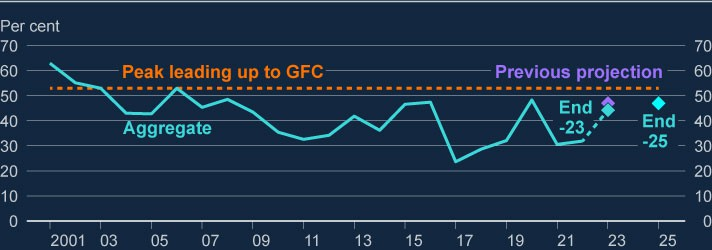 Per cent
70 70
60 Peak leading up to GFC Previous projection 60
50 50
End
40 End 40
Aggregate -23
30 -25 30
20 20
10 10
0 0
2001 03 05 07 09 11 13 15 17 19 21 23 25